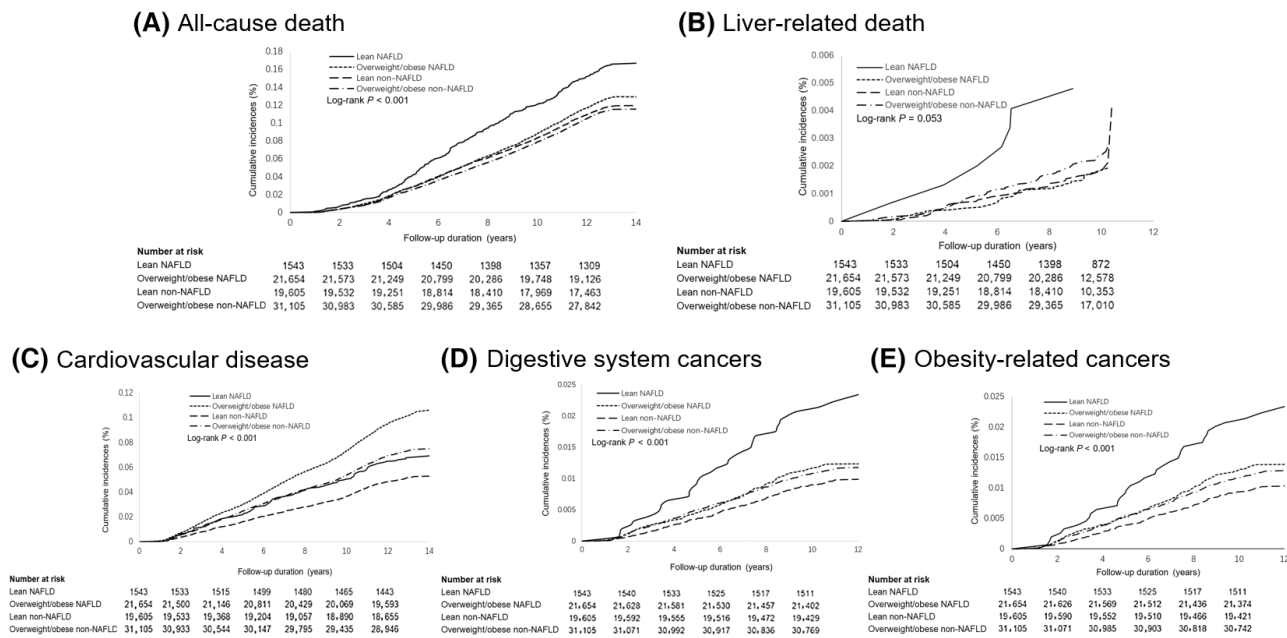 (A) All-cause death
0.18
0.16
0.14
0.12
0.1
0.08
0.06
0.04
0.02
0
Cumulative incidences (%)
Lean NAFLD
Overweight/obese NAFLD
Lean non-NAFLD
Overweight/obese non-NAFLD
Log-rank P < 0.001
0 2 4 6 8 10 12 14
Follow-up duration (years)
Number at risk
Lean NAFLD 1543 1533 1504 1450 1398 1357 1309
Overweight/obese NAFLD 21,654 21,573 21,249 20,799 20,286 19,748 19,126
Lean non-NAFLD 19,605 19,532 19,251 18,814 18,410 17,969 17,463
Overweight/obese non-NAFLD 31,105 30,983 30,585 29,986 29,365 28,655 27,842
(B) Liver-related death
0.006
0.005
0.004
0.003
0.002
0.001
0
Cumulative incidences (%)
Lean NAFLD
Overweight/obese NAFLD
Lean non-NAFLD
Overweight/obese non-NAFLD
Log-rank P = 0.053
0 2 4 6 8 10 12
Follow-up duration (years)
Number at risk
Lean NAFLD 1543 1533 1504 1450 1398 872
Overweight/obese NAFLD 21,654 21,573 21,249 20,799 20,286 12,578
Lean non-NAFLD 19,605 19,532 19,251 18,814 18,410 10,353
Overweight/obese non-NAFLD 31,105 30,983 30,585 29,986 29,365 17,010
(C) Cardiovascular disease
0.12
0.1
0.08
0.06
0.04
0.02
0
Cumulative incidences (%)
Lean NAFLD
Overweight/obese NAFLD
Lean non-NAFLD
Overweight/obese non-NAFLD
Log-rank P < 0.001
0 2 4 6 8 10 12 14
Follow-up duration (years)
Number at risk
Lean NAFLD 1543 1533 1515 1499 1480 1465 1443
Overweight/obese NAFLD 21,654 21,500 21,146 20,811 20,429 20,069 19,593
Lean non-NAFLD 19,605 19,533 19,368 19,204 19,057 18,890 18,655
Overweight/obese non-NAFLD 31,105 30,933 30,544 30,147 29,795 29,435 28,946
(D) Digestive system cancers
0.025
0.02
0.015
0.01
0.005
0
Cumulative incidences (%)
Lean NAFLD
Overweight/obese NAFLD
Lean non-NAFLD
Overweight/obese non-NAFLD
Log-rank P < 0.001
0 2 4 6 8 10 12
Follow-up duration (years)
Number at risk
Lean NAFLD 1543 1540 1533 1525 1517 1511
Overweight/obese NAFLD 21,654 21,628 21,581 21,530 21,457 21,402
Lean non-NAFLD 19,605 19,592 19,555 19,516 19,472 19,429
Overweight/obese non-NAFLD 31,105 31,071 30,992 30,917 30,836 30,769
(E) Obesity-related cancers
0.025
0.02
0.015
0.01
0.005
0
Cumulative incidences (%)
Lean NAFLD
Overweight/obese NAFLD
Lean non-NAFLD
Overweight/obese non-NAFLD
Log-rank P < 0.001
0 2 4 6 8 10 12
Follow-up duration (years)
Number at risk
Lean NAFLD 1543 1540 1533 1525 1517 1511
Overweight/obese NAFLD 21,654 21,626 21,569 21,512 21,436 21,374
Lean non-NAFLD 19,605 19,590 19,552 19,510 19,466 19,421
Overweight/obese non-NAFLD 31,105 31,071 30,985 30,903 30,818 30,742